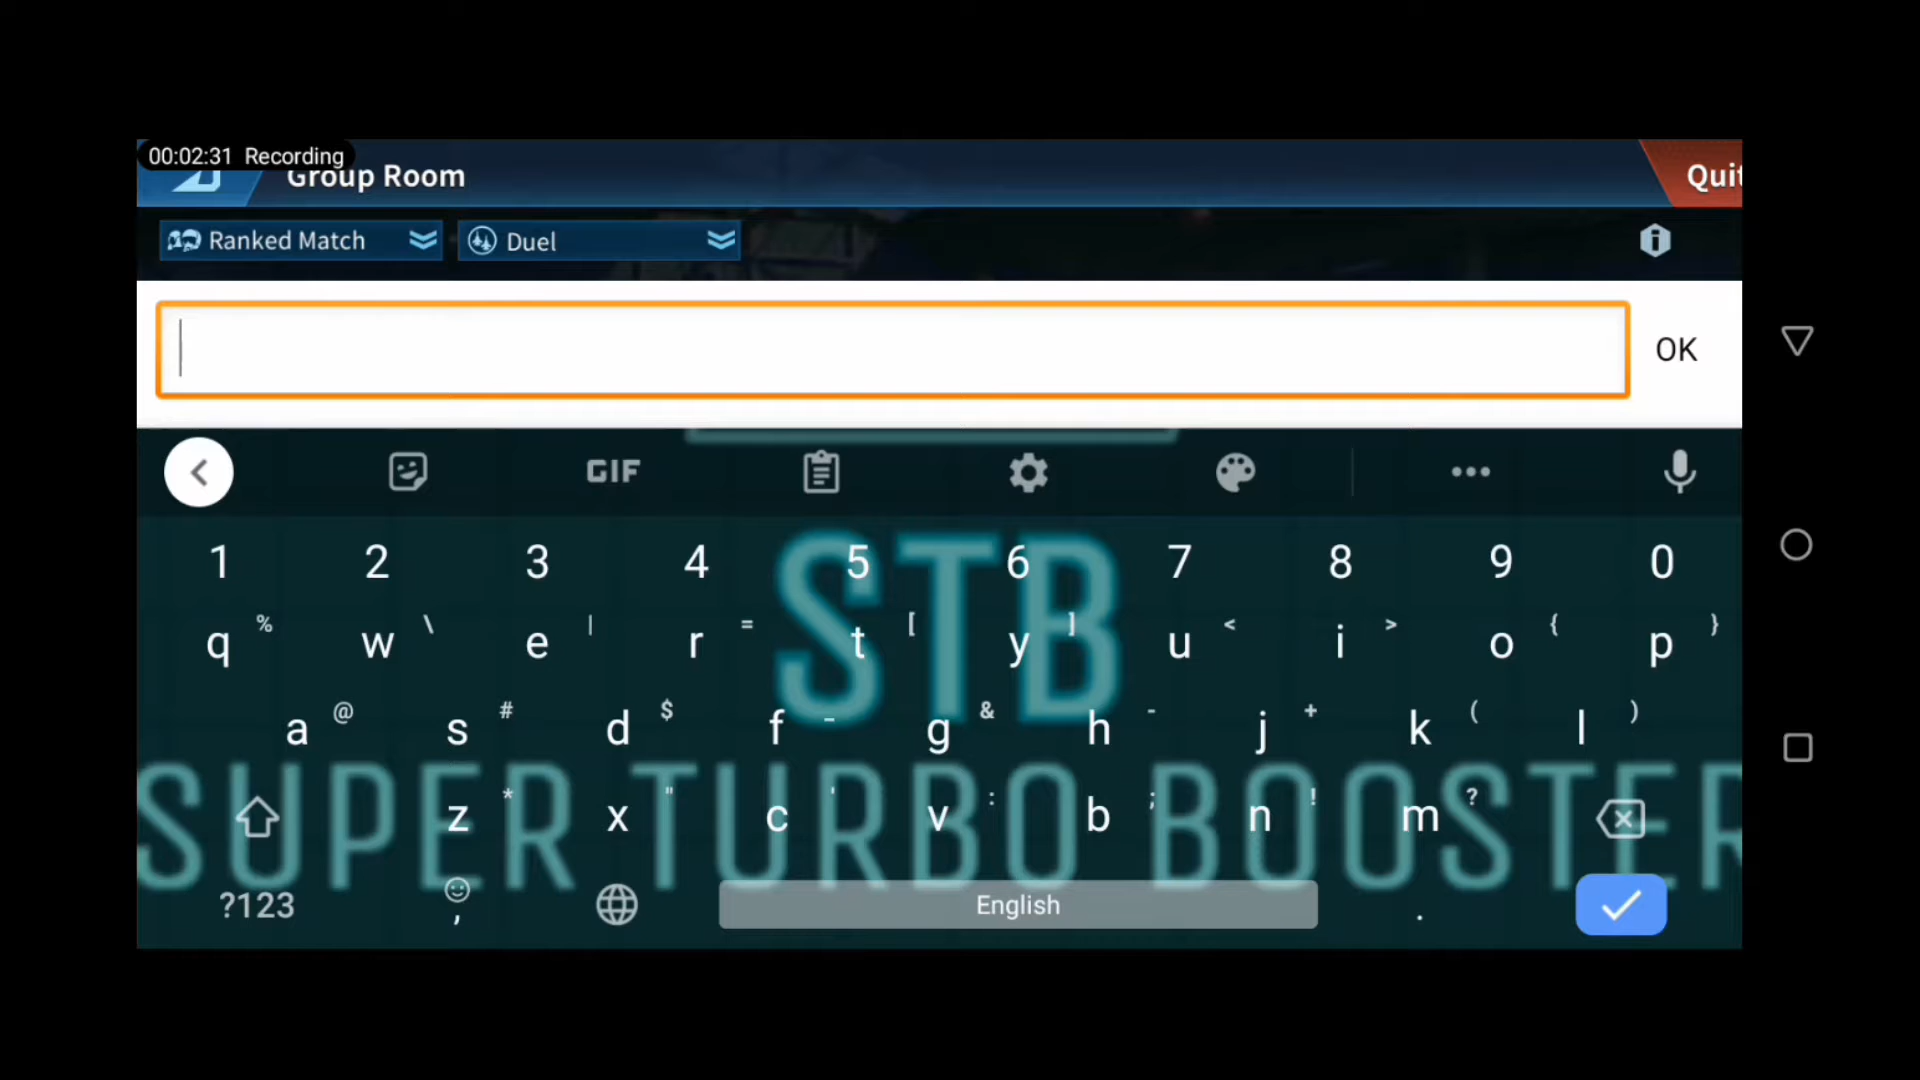 00:02:31 Recording
Group Room
Quit
Ranked Match
Duel
OK
GIF
1 2 3 4 5 6 7 8 9 0
STB
% \ | = [ ] < > { }
q w e r t y u i o p
@ # $ _ & - + ( )
a s d f g h j k l
SUPER TURBO BOOSTER
* " ' : ; ! ?
z x c v b n m
?123 , English .